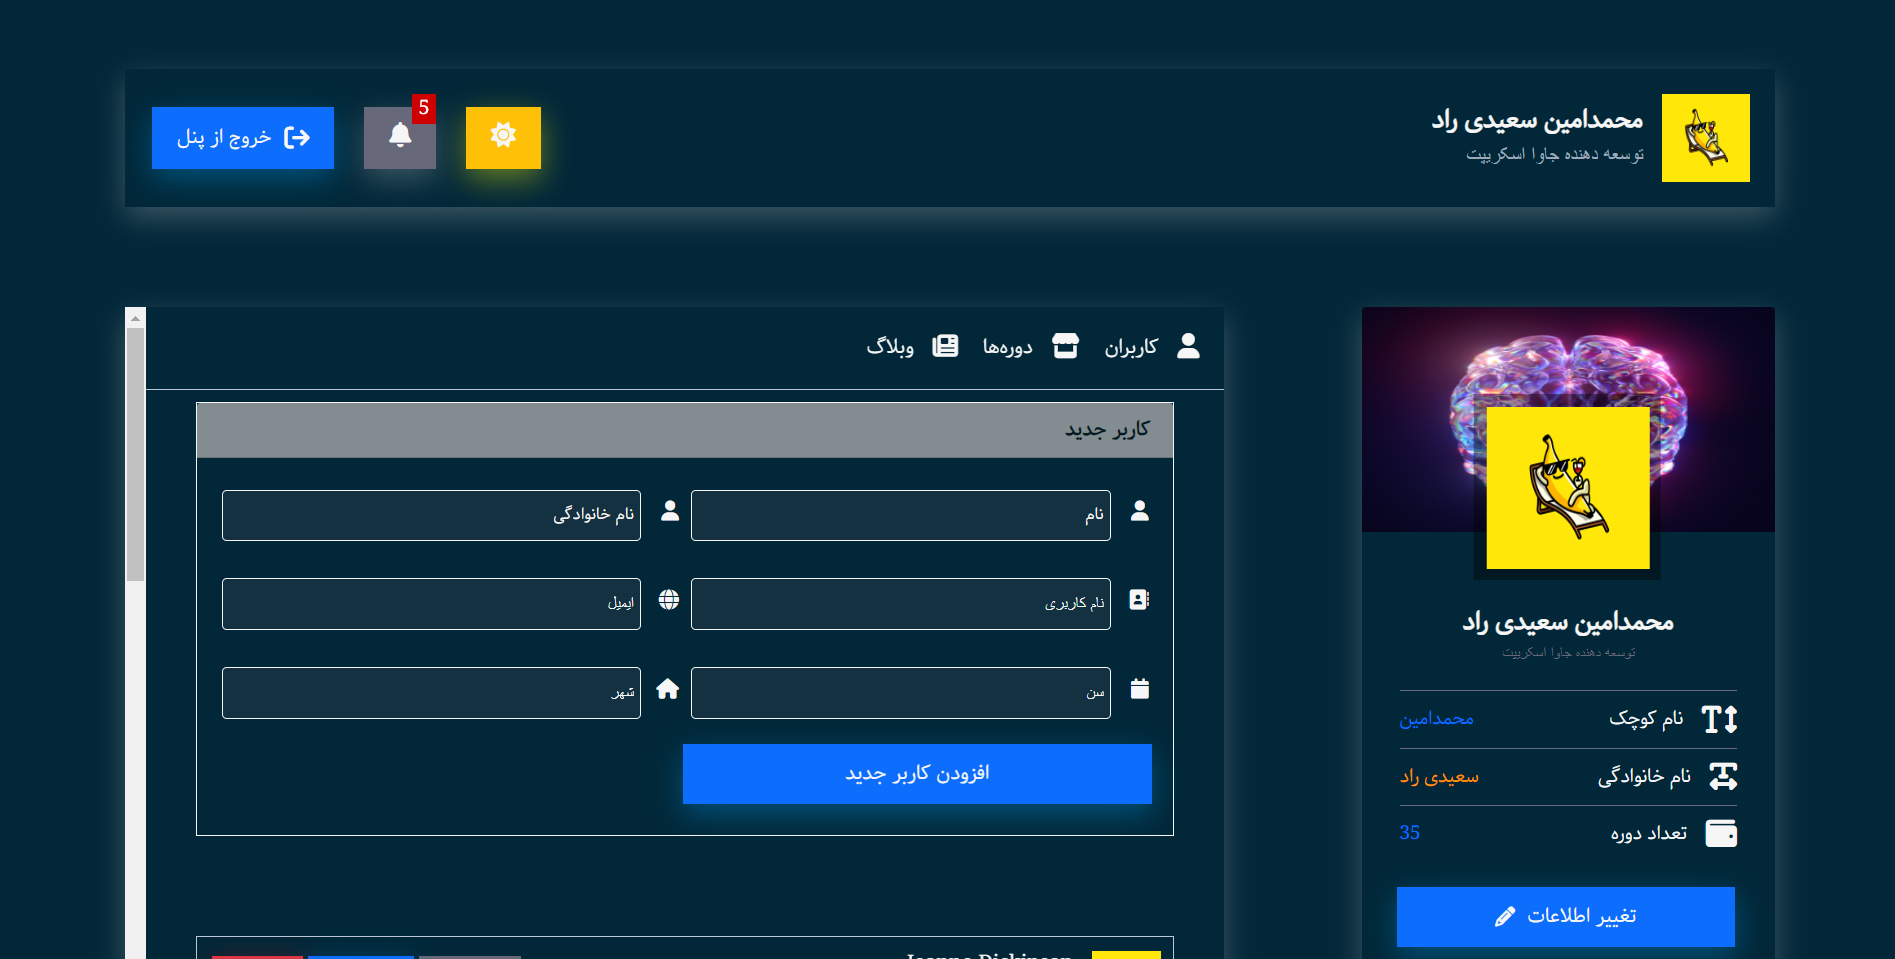 محمدامین سعیدی راد
توسعه دهنده جاوا اسکریپت
5
خروج از پنل
کاربران
دوره‌ها
وبلاگ
کاربر جدید
نام
نام خانوادگی
نام کاربری
ایمیل
سن
شهر
افزودن کاربر جدید
محمدامین سعیدی راد
توسعه دهنده جاوا اسکریپت
نام کوچک محمدامین
نام خانوادگی سعیدی راد
تعداد دوره 35
تغییر اطلاعات